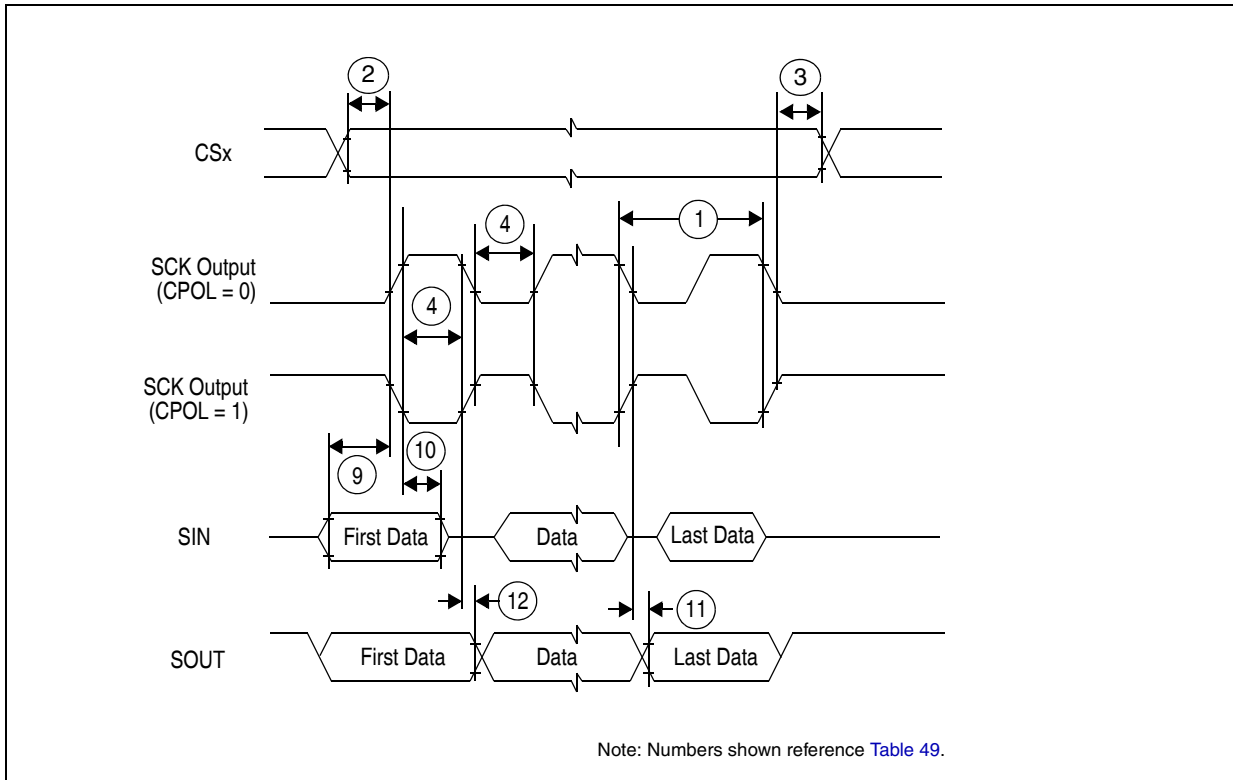 2
3
CSx
1
4
SCK Output
(CPOL = 0)
4
SCK Output
(CPOL = 1)
10
9
SIN
First Data
Data
Last Data
12
11
SOUT
First Data
Data
Last Data
Note: Numbers shown reference Table 49.